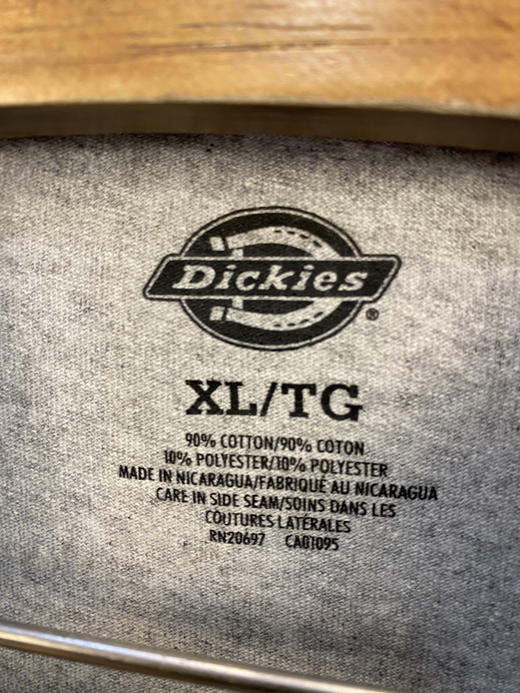 Dickies
®
XL/TG
90% COTTON/90% COTON
10% POLYESTER/10% POLYESTER
MADE IN NICARAGUA/FABRIQUÉ AU NICARAGUA
CARE IN SIDE SEAM/SOINS DANS LES
COUTURES LATÉRALES
RN20697 CA01095